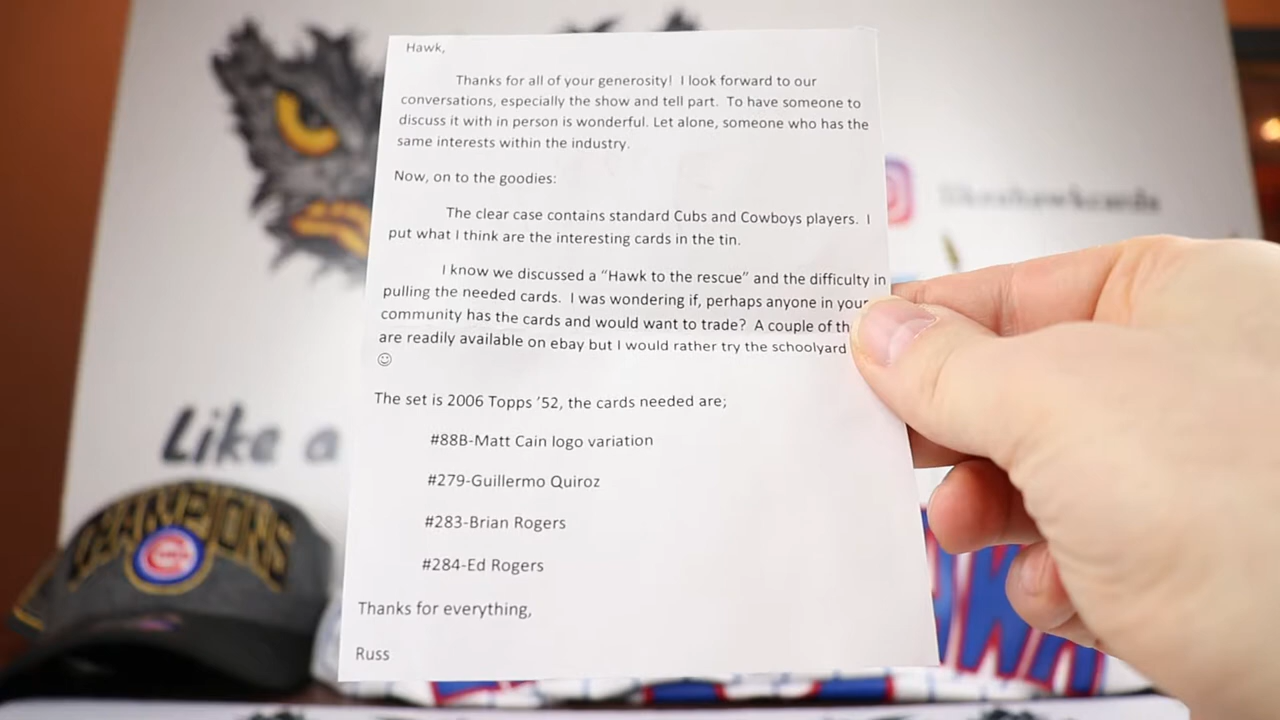 Hawk,
Thanks for all of your generosity! I look forward to our
conversations, especially the show and tell part. To have someone to
discuss it with in person is wonderful. Let alone, someone who has the
same interests within the industry.
Now, on to the goodies:
The clear case contains standard Cubs and Cowboys players. I
put what I think are the interesting cards in the tin.
I know we discussed a “Hawk to the rescue” and the difficulty in
pulling the needed cards. I was wondering if, perhaps anyone in your
community has the cards and would want to trade? A couple of
are readily available on ebay but I would rather try the schoolyard
☺
The set is 2006 Topps ’52, the cards needed are;
#88B-Matt Cain logo variation
#279-Guillermo Quiroz
#283-Brian Rogers
#284-Ed Rogers
Thanks for everything,
Russ
Like a
likeahawkcards
CHAMPIONS